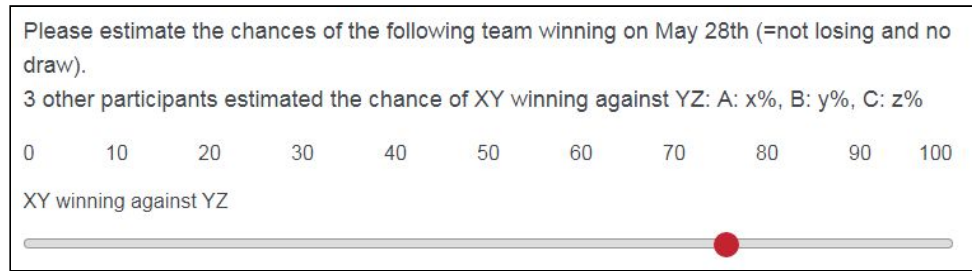 Please estimate the chances of the following team winning on May 28th (=not losing and no
draw).
3 other participants estimated the chance of XY winning against YZ: A: x%, B: y%, C: z%
0 10 20 30 40 50 60 70 80 90 100
XY winning against YZ